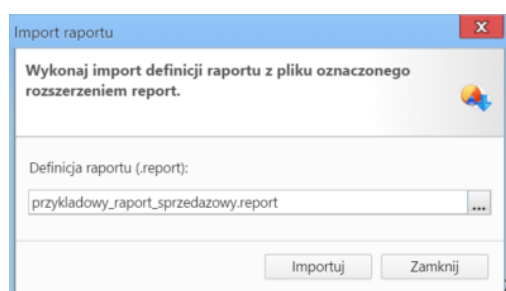 Import raportu
Wykonaj import definicji raportu z pliku oznaczonego
rozszerzeniem report.
Definicja raportu (.report):
przykladowy_raport_sprzedazowy.report
...
Importuj Zamknij